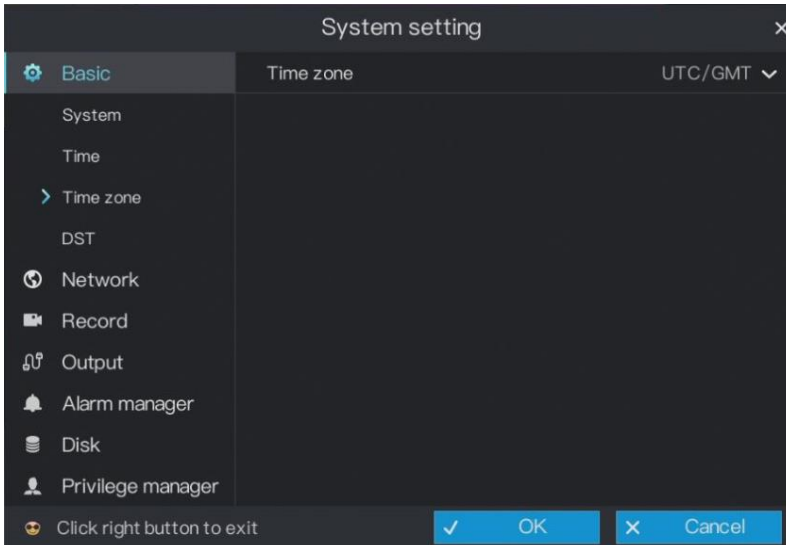 System setting
Basic
Time zone UTC/GMT
System
Time
Time zone
DST
Network
Record
Output
Alarm manager
Disk
Privilege manager
Click right button to exit
OK
Cancel